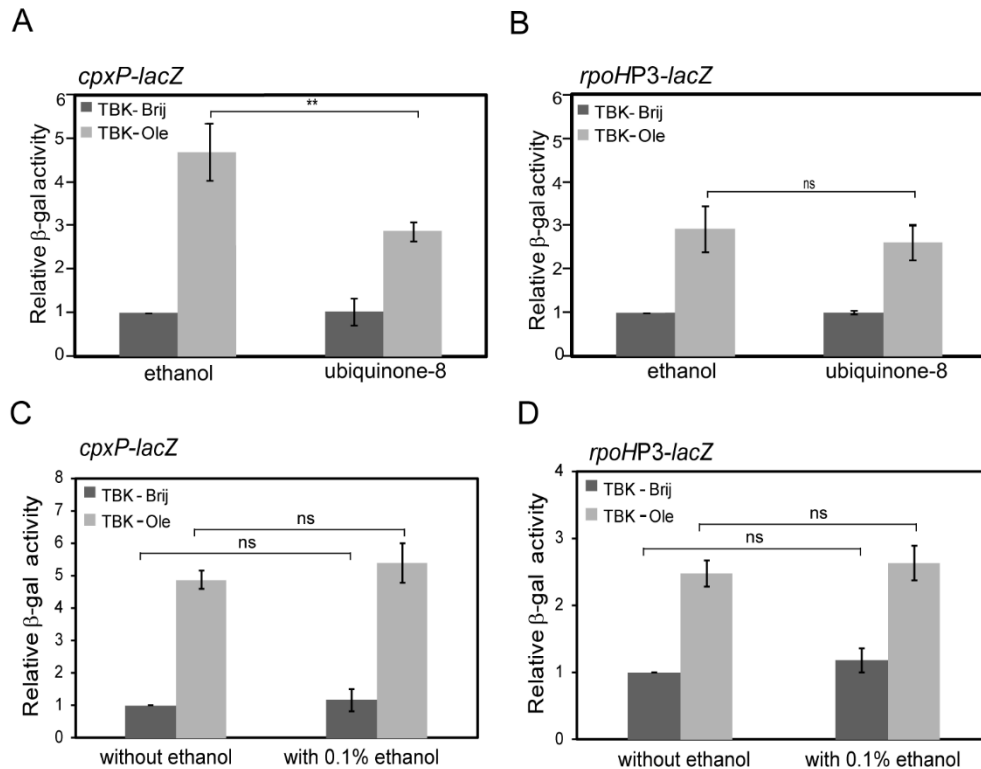 A
cpxP-lacZ
TBK-Brij
TBK-Ole
**
Relative β-gal activity
6
5
4
3
2
1
0
ethanol
ubiquinone-8
B
rpoHP3-lacZ
TBK-Brij
TBK-Ole
ns
Relative β-gal activity
6
5
4
3
2
1
0
ethanol
ubiquinone-8
C
cpxP-lacZ
TBK - Brij
TBK - Ole
ns
ns
Relative β-gal activity
8
7
6
5
4
3
2
1
0
without ethanol
with 0.1% ethanol
D
rpoHP3-lacZ
TBK - Brij
TBK - Ole
ns
ns
Relative β-gal activity
4
3
2
1
0
without ethanol
with 0.1% ethanol